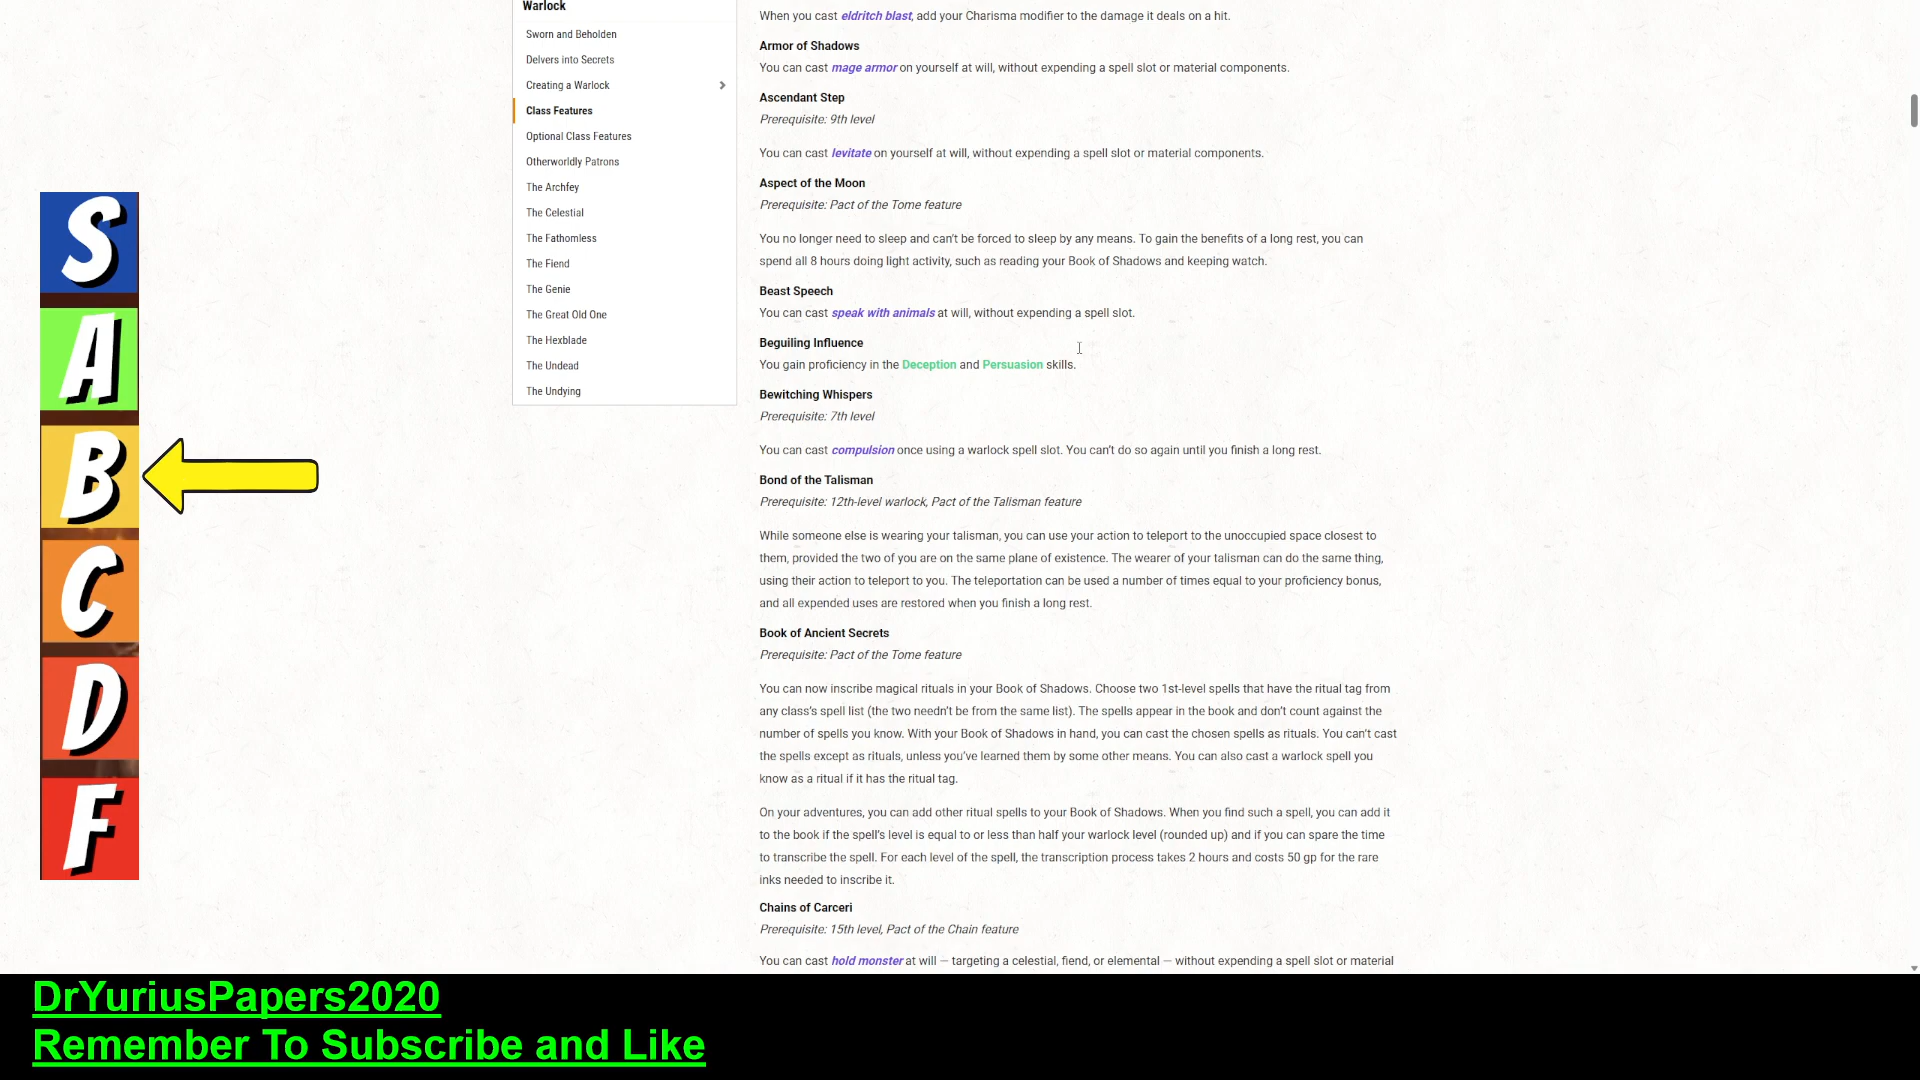 Warlock
Sworn and Beholden
Delvers into Secrets
Creating a Warlock
Class Features
Optional Class Features
Otherworldly Patrons
The Archfey
The Celestial
The Fathomless
The Fiend
The Genie
The Great Old One
The Hexblade
The Undead
The Undying
S
A
B
C
D
F
When you cast eldritch blast, add your Charisma modifier to the damage it deals on a hit.
Armor of Shadows
You can cast mage armor on yourself at will, without expending a spell slot or material components.
Ascendant Step
Prerequisite: 9th level
You can cast levitate on yourself at will, without expending a spell slot or material components.
Aspect of the Moon
Prerequisite: Pact of the Tome feature
You no longer need to sleep and can't be forced to sleep by any means. To gain the benefits of a long rest, you can
spend all 8 hours doing light activity, such as reading your Book of Shadows and keeping watch.
Beast Speech
You can cast speak with animals at will, without expending a spell slot.
Beguiling Influence
You gain proficiency in the Deception and Persuasion skills.
Bewitching Whispers
Prerequisite: 7th level
You can cast compulsion once using a warlock spell slot. You can't do so again until you finish a long rest.
Bond of the Talisman
Prerequisite: 12th-level warlock, Pact of the Talisman feature
While someone else is wearing your talisman, you can use your action to teleport to the unoccupied space closest to
them, provided the two of you are on the same plane of existence. The wearer of your talisman can do the same thing,
using their action to teleport to you. The teleportation can be used a number of times equal to your proficiency bonus,
and all expended uses are restored when you finish a long rest.
Book of Ancient Secrets
Prerequisite: Pact of the Tome feature
You can now inscribe magical rituals in your Book of Shadows. Choose two 1st-level spells that have the ritual tag from
any class's spell list (the two needn't be from the same list). The spells appear in the book and don't count against the
number of spells you know. With your Book of Shadows in hand, you can cast the chosen spells as rituals. You can't cast
the spells except as rituals, unless you've learned them by some other means. You can also cast a warlock spell you
know as a ritual if it has the ritual tag.
On your adventures, you can add other ritual spells to your Book of Shadows. When you find such a spell, you can add it
to the book if the spell's level is equal to or less than half your warlock level (rounded up) and if you can spare the time
to transcribe the spell. For each level of the spell, the transcription process takes 2 hours and costs 50 gp for the rare
inks needed to inscribe it.
Chains of Carceri
Prerequisite: 15th level, Pact of the Chain feature
You can cast hold monster at will — targeting a celestial, fiend, or elemental — without expending a spell slot or material
DrYuriusPapers2020
Remember To Subscribe and Like